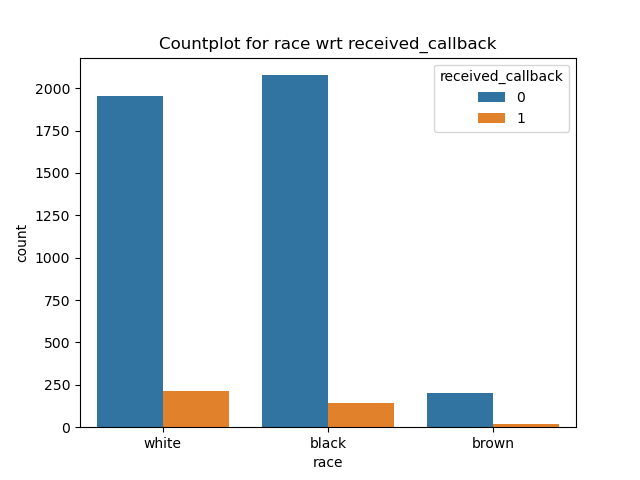 Countplot for race wrt received_callback
received_callback
0
1
2000
1750
1500
1250
1000
750
500
250
0
count
white black brown
race